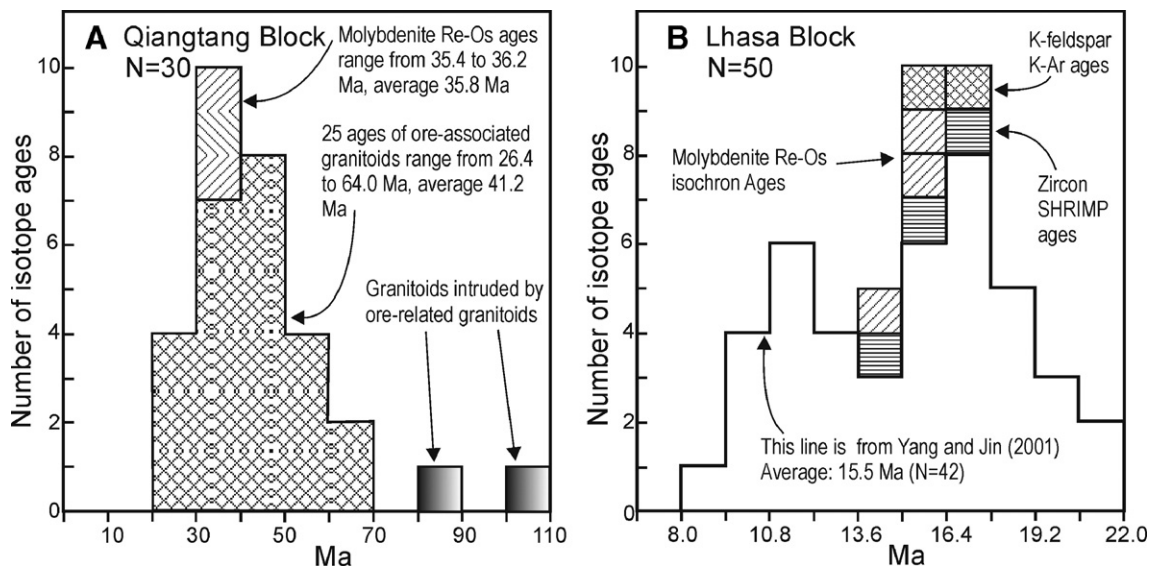 A Qiangtang Block
N=30
Molybdenite Re-Os ages
range from 35.4 to 36.2
Ma, average 35.8 Ma
25 ages of ore-associated
granitoids range from 26.4
to 64.0 Ma, average 41.2
Ma
Granitoids intruded by
ore-related granitoids
Number of isotope ages
10
8
6
4
2
0
10 30 50 70 90 110
Ma
B Lhasa Block
N=50
K-feldspar
K-Ar ages
Molybdenite Re-Os
isochron Ages
Zircon
SHRIMP
ages
This line is from Yang and Jin (2001)
Average: 15.5 Ma (N=42)
Number of isotope ages
10
8
6
4
2
0
8.0 10.8 13.6 16.4 19.2 22.0
Ma